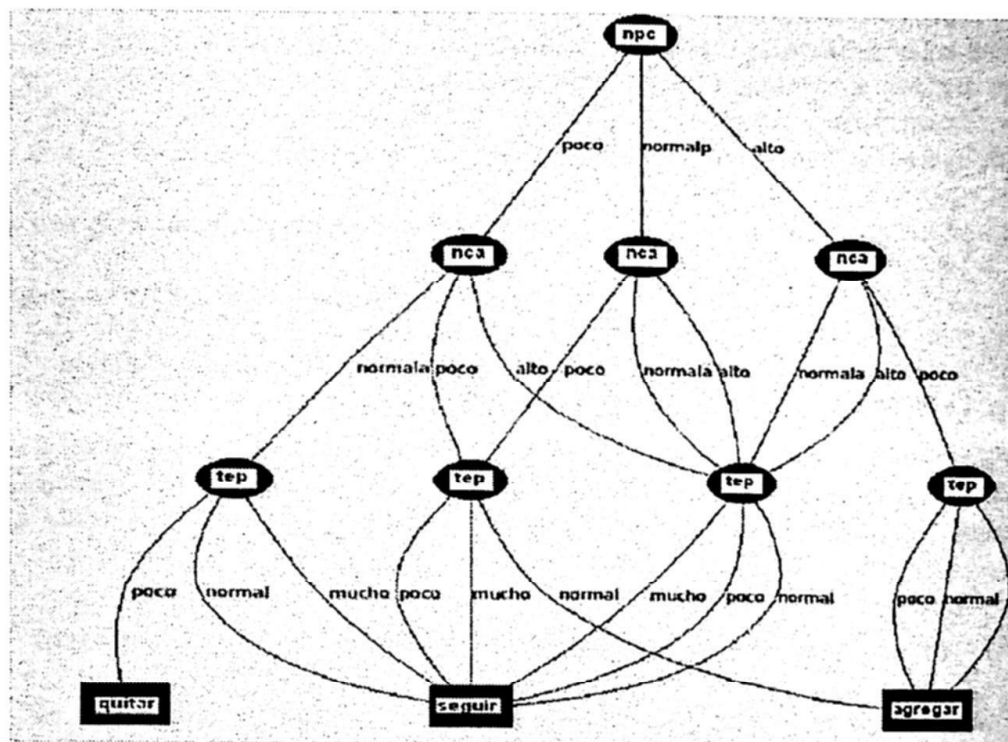 npc
poco normalp alto
nca nca nca
normala poco alto poco normala alto normala alto poco
tep tep tep tep
poco normal mucho poco mucho normal mucho poco normal poco normal
quitar seguir agregar